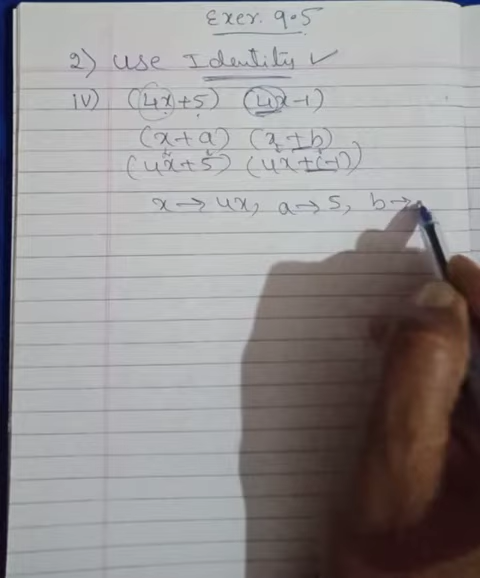 Exer. 9.5
2) Use Identity ✓
iv) (4x+5) (4x-1)
(x+a) (x+b)
(4x+5) (4x+(-1))
x→4x, a→5, b→